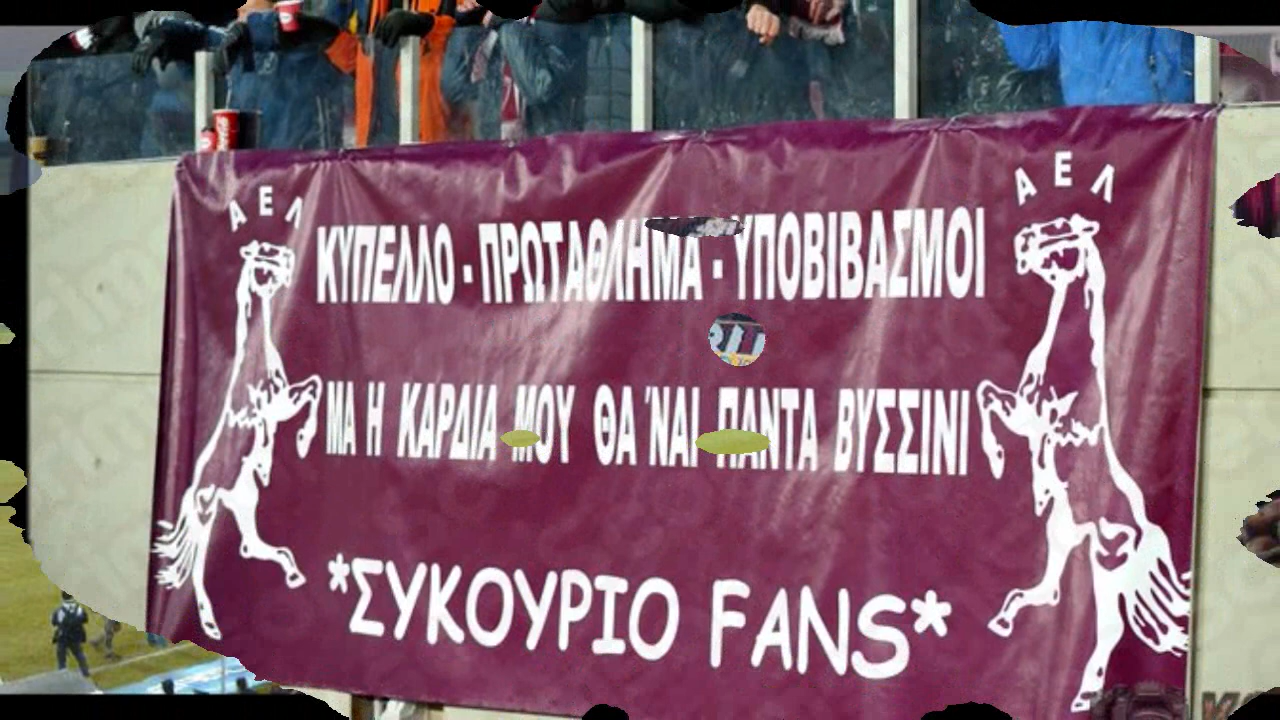 ΑΕΛ ΑΕΛ
ΚΥΠΕΛΛΟ - ΠΡΩΤΑΘΛΗΜΑ - ΥΠΟΒΙΒΑΣΜΟΙ
ΜΑ Η ΚΑΡΔΙΑ ΜΟΥ ΘΑ 'ΝΑΙ ΠΑΝΤΑ ΒΥΣΣΙΝΙ
*ΣΥΚΟΥΡΙΟ FANS*